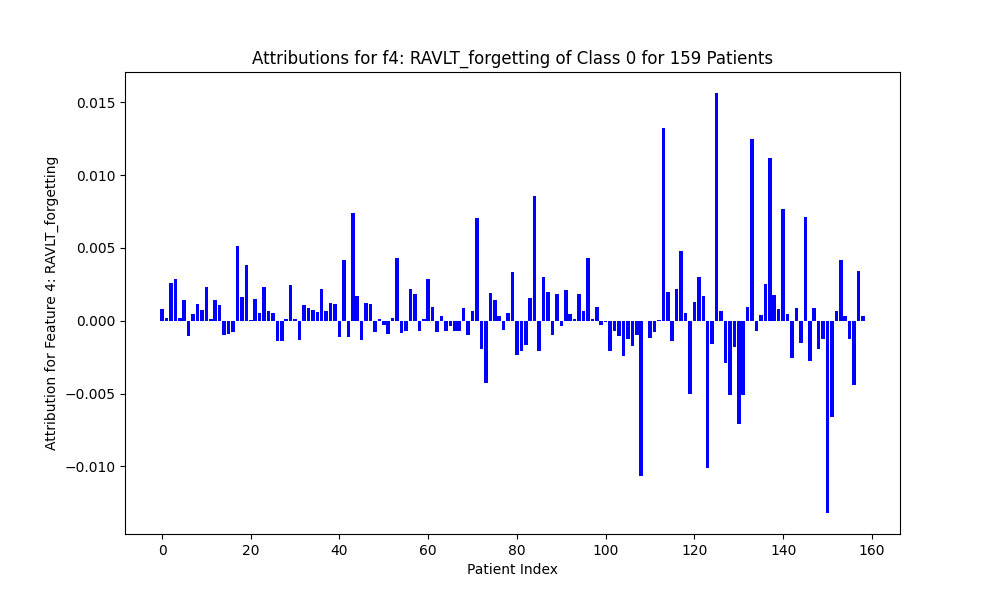 Attributions for f4: RAVLT_forgetting of Class 0 for 159 Patients
Attribution for Feature 4: RAVLT_forgetting
0.015
0.010
0.005
0.000
−0.005
−0.010
0 20 40 60 80 100 120 140 160
Patient Index